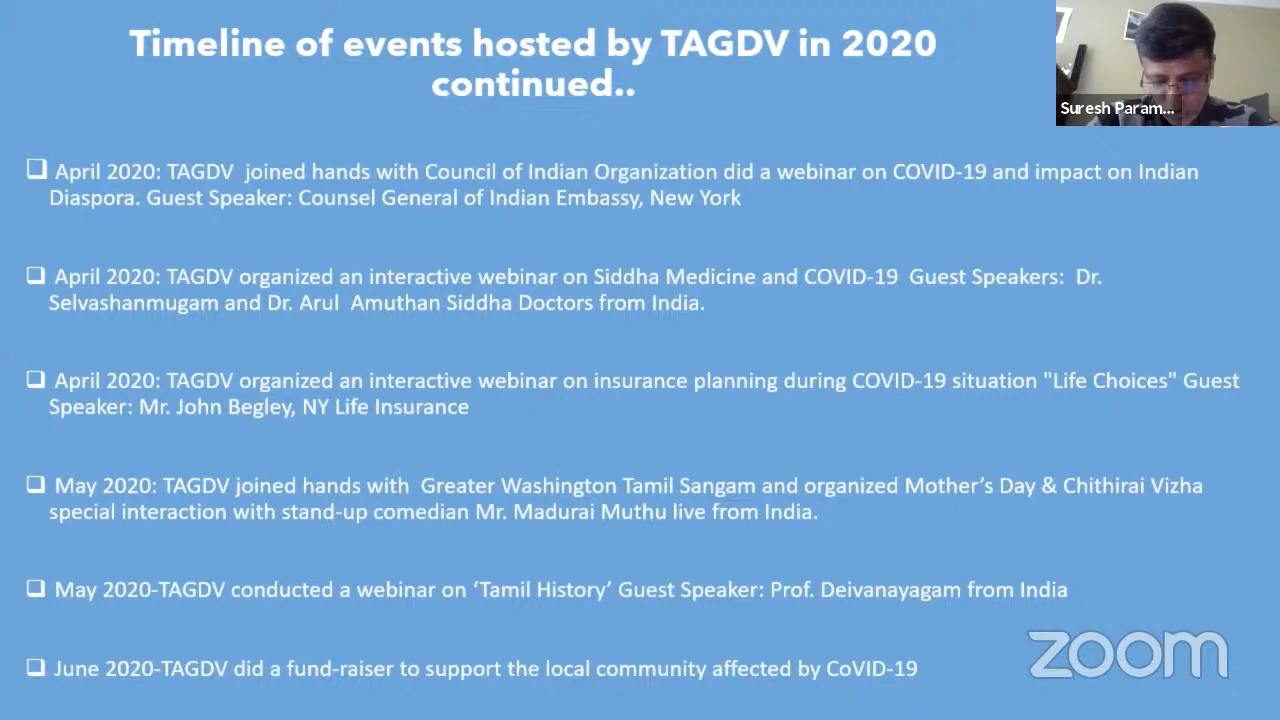 Timeline of events hosted by TAGDV in 2020
continued..
Suresh Param...
April 2020: TAGDV joined hands with Council of Indian Organization did a webinar on COVID-19 and impact on Indian
Diaspora. Guest Speaker: Counsel General of Indian Embassy, New York
April 2020: TAGDV organized an interactive webinar on Siddha Medicine and COVID-19 Guest Speakers: Dr.
Selvashanmugam and Dr. Arul Amuthan Siddha Doctors from India.
April 2020: TAGDV organized an interactive webinar on insurance planning during COVID-19 situation "Life Choices" Guest
Speaker: Mr. John Begley, NY Life Insurance
May 2020: TAGDV joined hands with Greater Washington Tamil Sangam and organized Mother’s Day & Chithirai Vizha
special interaction with stand-up comedian Mr. Madurai Muthu live from India.
May 2020-TAGDV conducted a webinar on ‘Tamil History’ Guest Speaker: Prof. Deivanayagam from India
June 2020-TAGDV did a fund-raiser to support the local community affected by CoVID-19
zoom